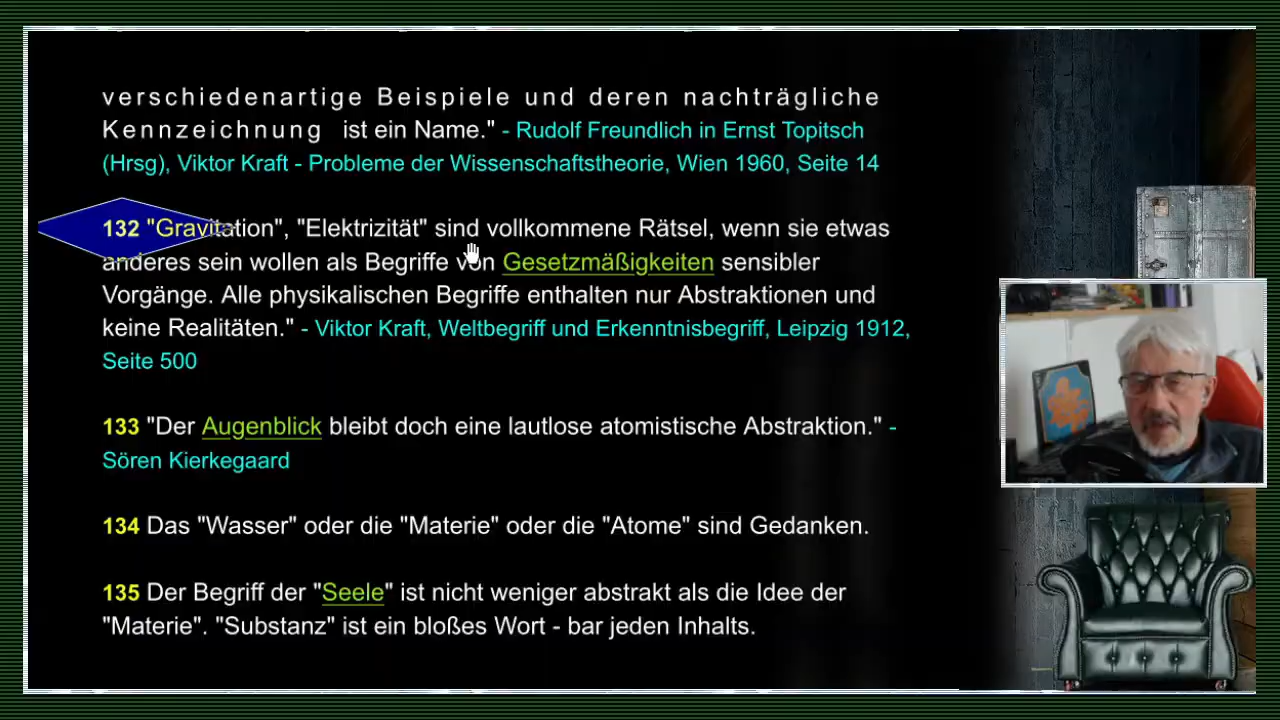 verschiedenartige Beispiele und deren nachträgliche
Kennzeichnung ist ein Name." - Rudolf Freundlich in Ernst Topitsch
(Hrsg), Viktor Kraft - Probleme der Wissenschaftstheorie, Wien 1960, Seite 14
132 "Gravitation", "Elektrizität" sind vollkommene Rätsel, wenn sie etwas
anderes sein wollen als Begriffe von Gesetzmäßigkeiten sensibler
Vorgänge. Alle physikalischen Begriffe enthalten nur Abstraktionen und
keine Realitäten." - Viktor Kraft, Weltbegriff und Erkenntnisbegriff, Leipzig 1912,
Seite 500
133 "Der Augenblick bleibt doch eine lautlose atomistische Abstraktion." -
Sören Kierkegaard
134 Das "Wasser" oder die "Materie" oder die "Atome" sind Gedanken.
135 Der Begriff der "Seele" ist nicht weniger abstrakt als die Idee der
"Materie". "Substanz" ist ein bloßes Wort - bar jeden Inhalts.